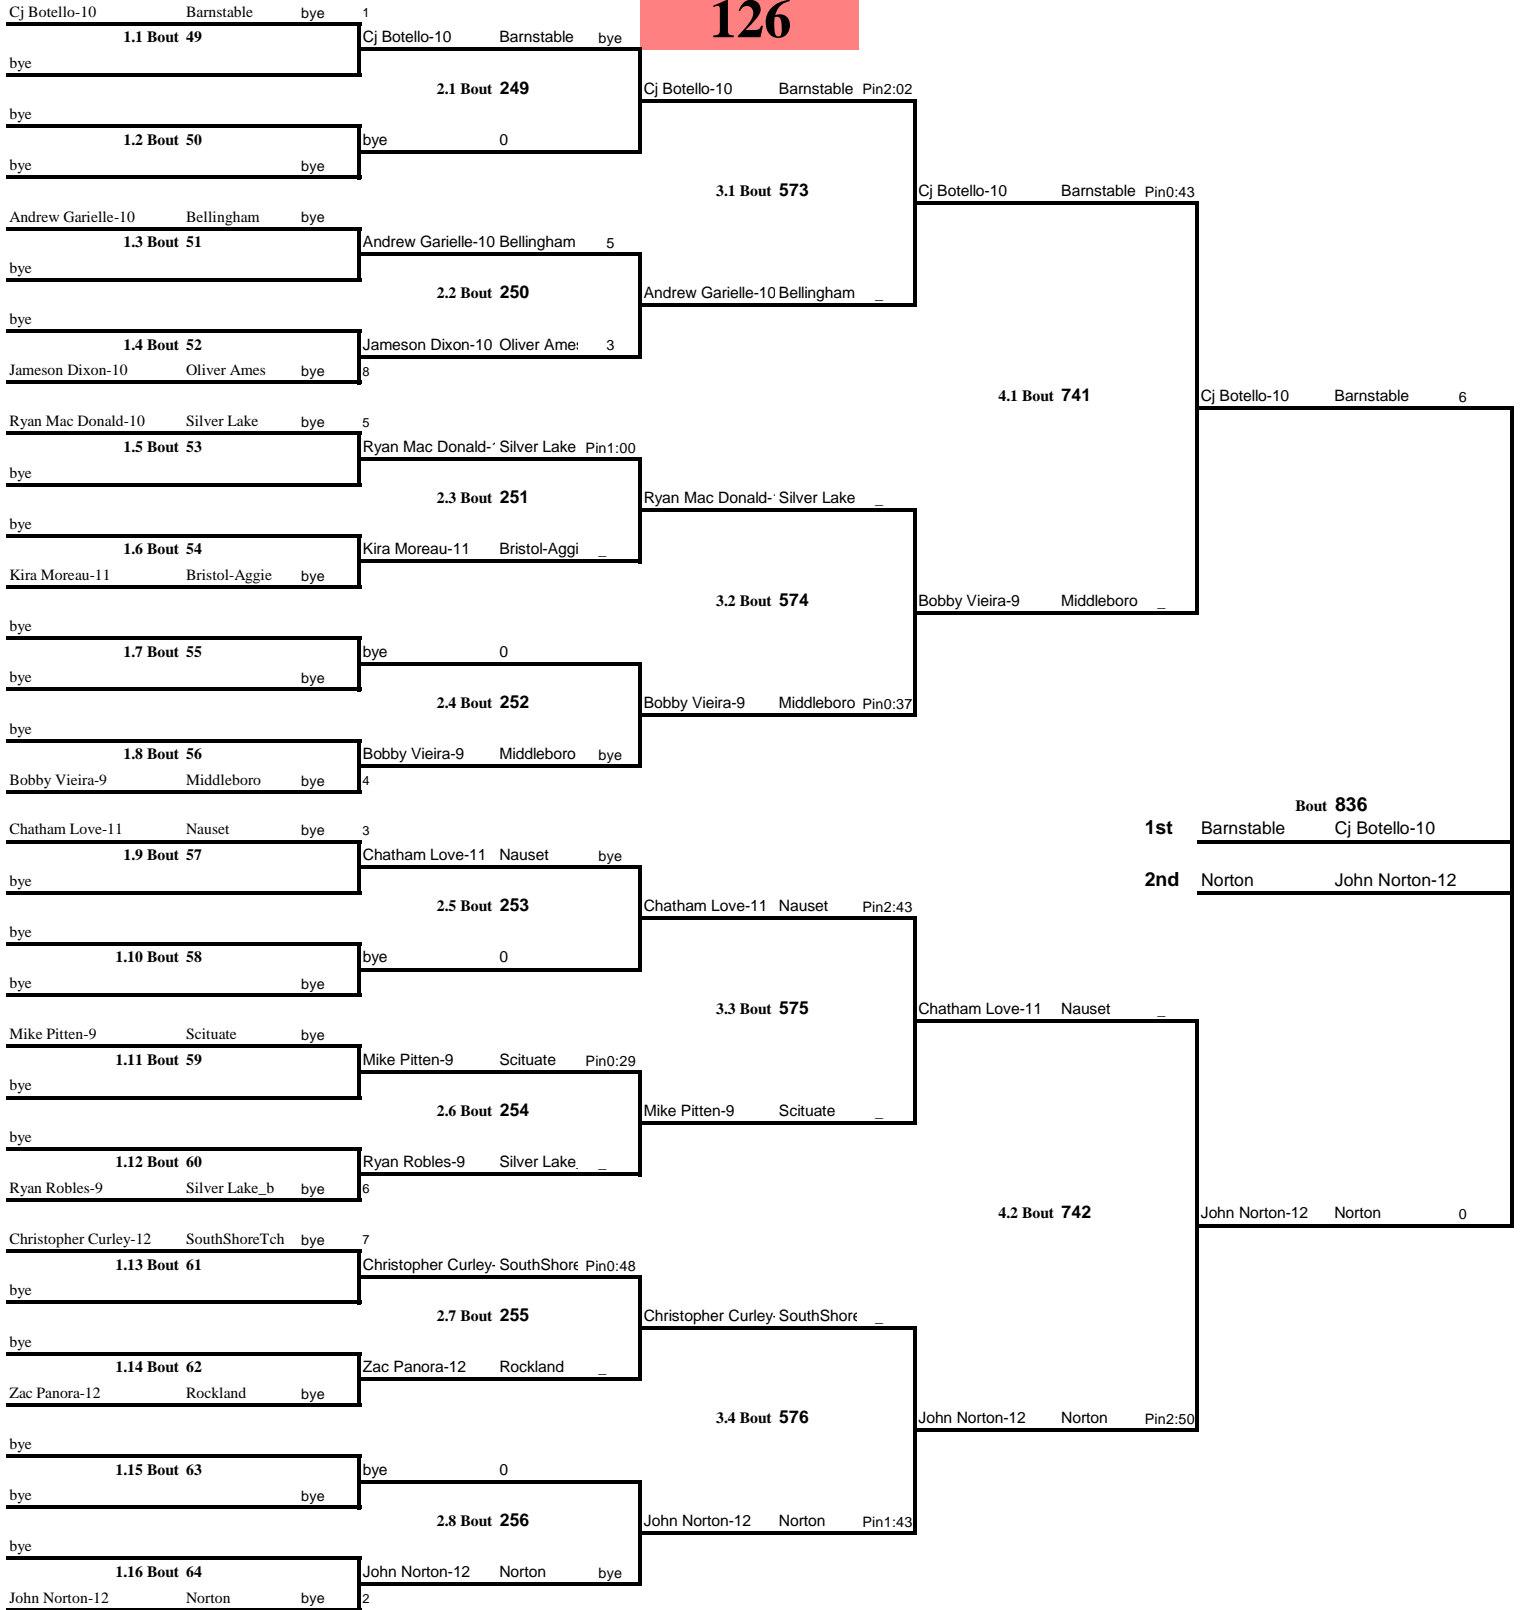 126
Cj Botello-10 Barnstable bye 1
1.1 Bout 49 Cj Botello-10 Barnstable bye
bye
2.1 Bout 249 Cj Botello-10 Barnstable Pin2:02
bye
1.2 Bout 50 bye 0
bye bye
3.1 Bout 573 Cj Botello-10 Barnstable Pin0:43
Andrew Garielle-10 Bellingham bye
1.3 Bout 51 Andrew Garielle-10 Bellingham 5
bye
2.2 Bout 250 Andrew Garielle-10 Bellingham _
bye
1.4 Bout 52 Jameson Dixon-10 Oliver Ames 3
Jameson Dixon-10 Oliver Ames bye 8
4.1 Bout 741 Cj Botello-10 Barnstable 6
Ryan Mac Donald-10 Silver Lake bye 5
1.5 Bout 53 Ryan Mac Donald- Silver Lake Pin1:00
bye
2.3 Bout 251 Ryan Mac Donald- Silver Lake _
bye
1.6 Bout 54 Kira Moreau-11 Bristol-Aggi _
Kira Moreau-11 Bristol-Aggie bye
3.2 Bout 574 Bobby Vieira-9 Middleboro _
bye
1.7 Bout 55 bye 0
bye bye
2.4 Bout 252 Bobby Vieira-9 Middleboro Pin0:37
bye
1.8 Bout 56 Bobby Vieira-9 Middleboro bye
Bobby Vieira-9 Middleboro bye 4
Bout 836
Chatham Love-11 Nauset bye 3
1st Barnstable Cj Botello-10
1.9 Bout 57 Chatham Love-11 Nauset bye
bye
2nd Norton John Norton-12
2.5 Bout 253 Chatham Love-11 Nauset Pin2:43
bye
1.10 Bout 58 bye 0
bye bye
3.3 Bout 575 Chatham Love-11 Nauset _
Mike Pitten-9 Scituate bye
1.11 Bout 59 Mike Pitten-9 Scituate Pin0:29
bye
2.6 Bout 254 Mike Pitten-9 Scituate _
bye
1.12 Bout 60 Ryan Robles-9 Silver Lake_ _
Ryan Robles-9 Silver Lake_b bye 6
4.2 Bout 742 John Norton-12 Norton 0
Christopher Curley-12 SouthShoreTch bye 7
1.13 Bout 61 Christopher Curley- SouthShore Pin0:48
bye
2.7 Bout 255 Christopher Curley- SouthShore _
bye
1.14 Bout 62 Zac Panora-12 Rockland _
Zac Panora-12 Rockland bye
3.4 Bout 576 John Norton-12 Norton Pin2:50
bye
1.15 Bout 63 bye 0
bye bye
2.8 Bout 256 John Norton-12 Norton Pin1:43
bye
1.16 Bout 64 John Norton-12 Norton bye
John Norton-12 Norton bye 2